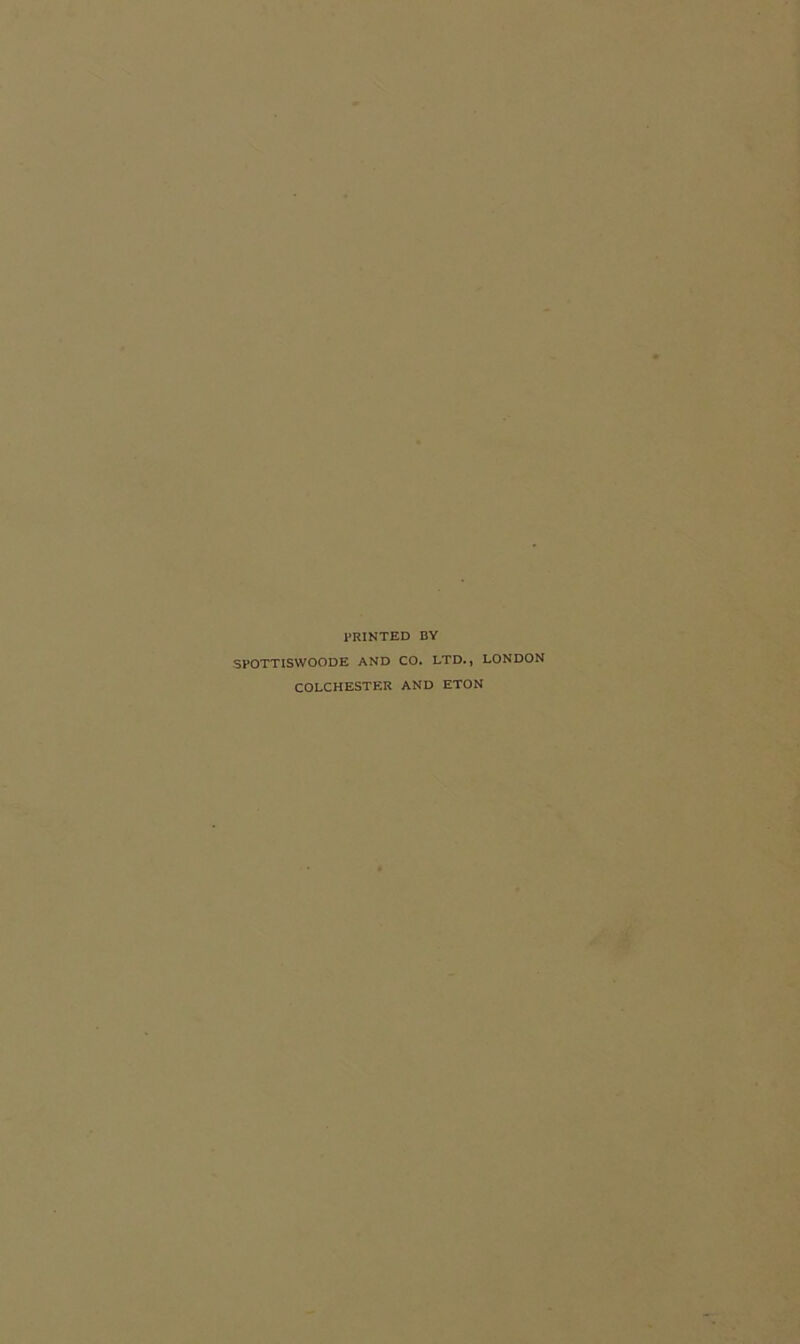 PRINTED BY
SPOTTISWOODE AND CO. LTD., LONDON
COLCHESTER AND ETON